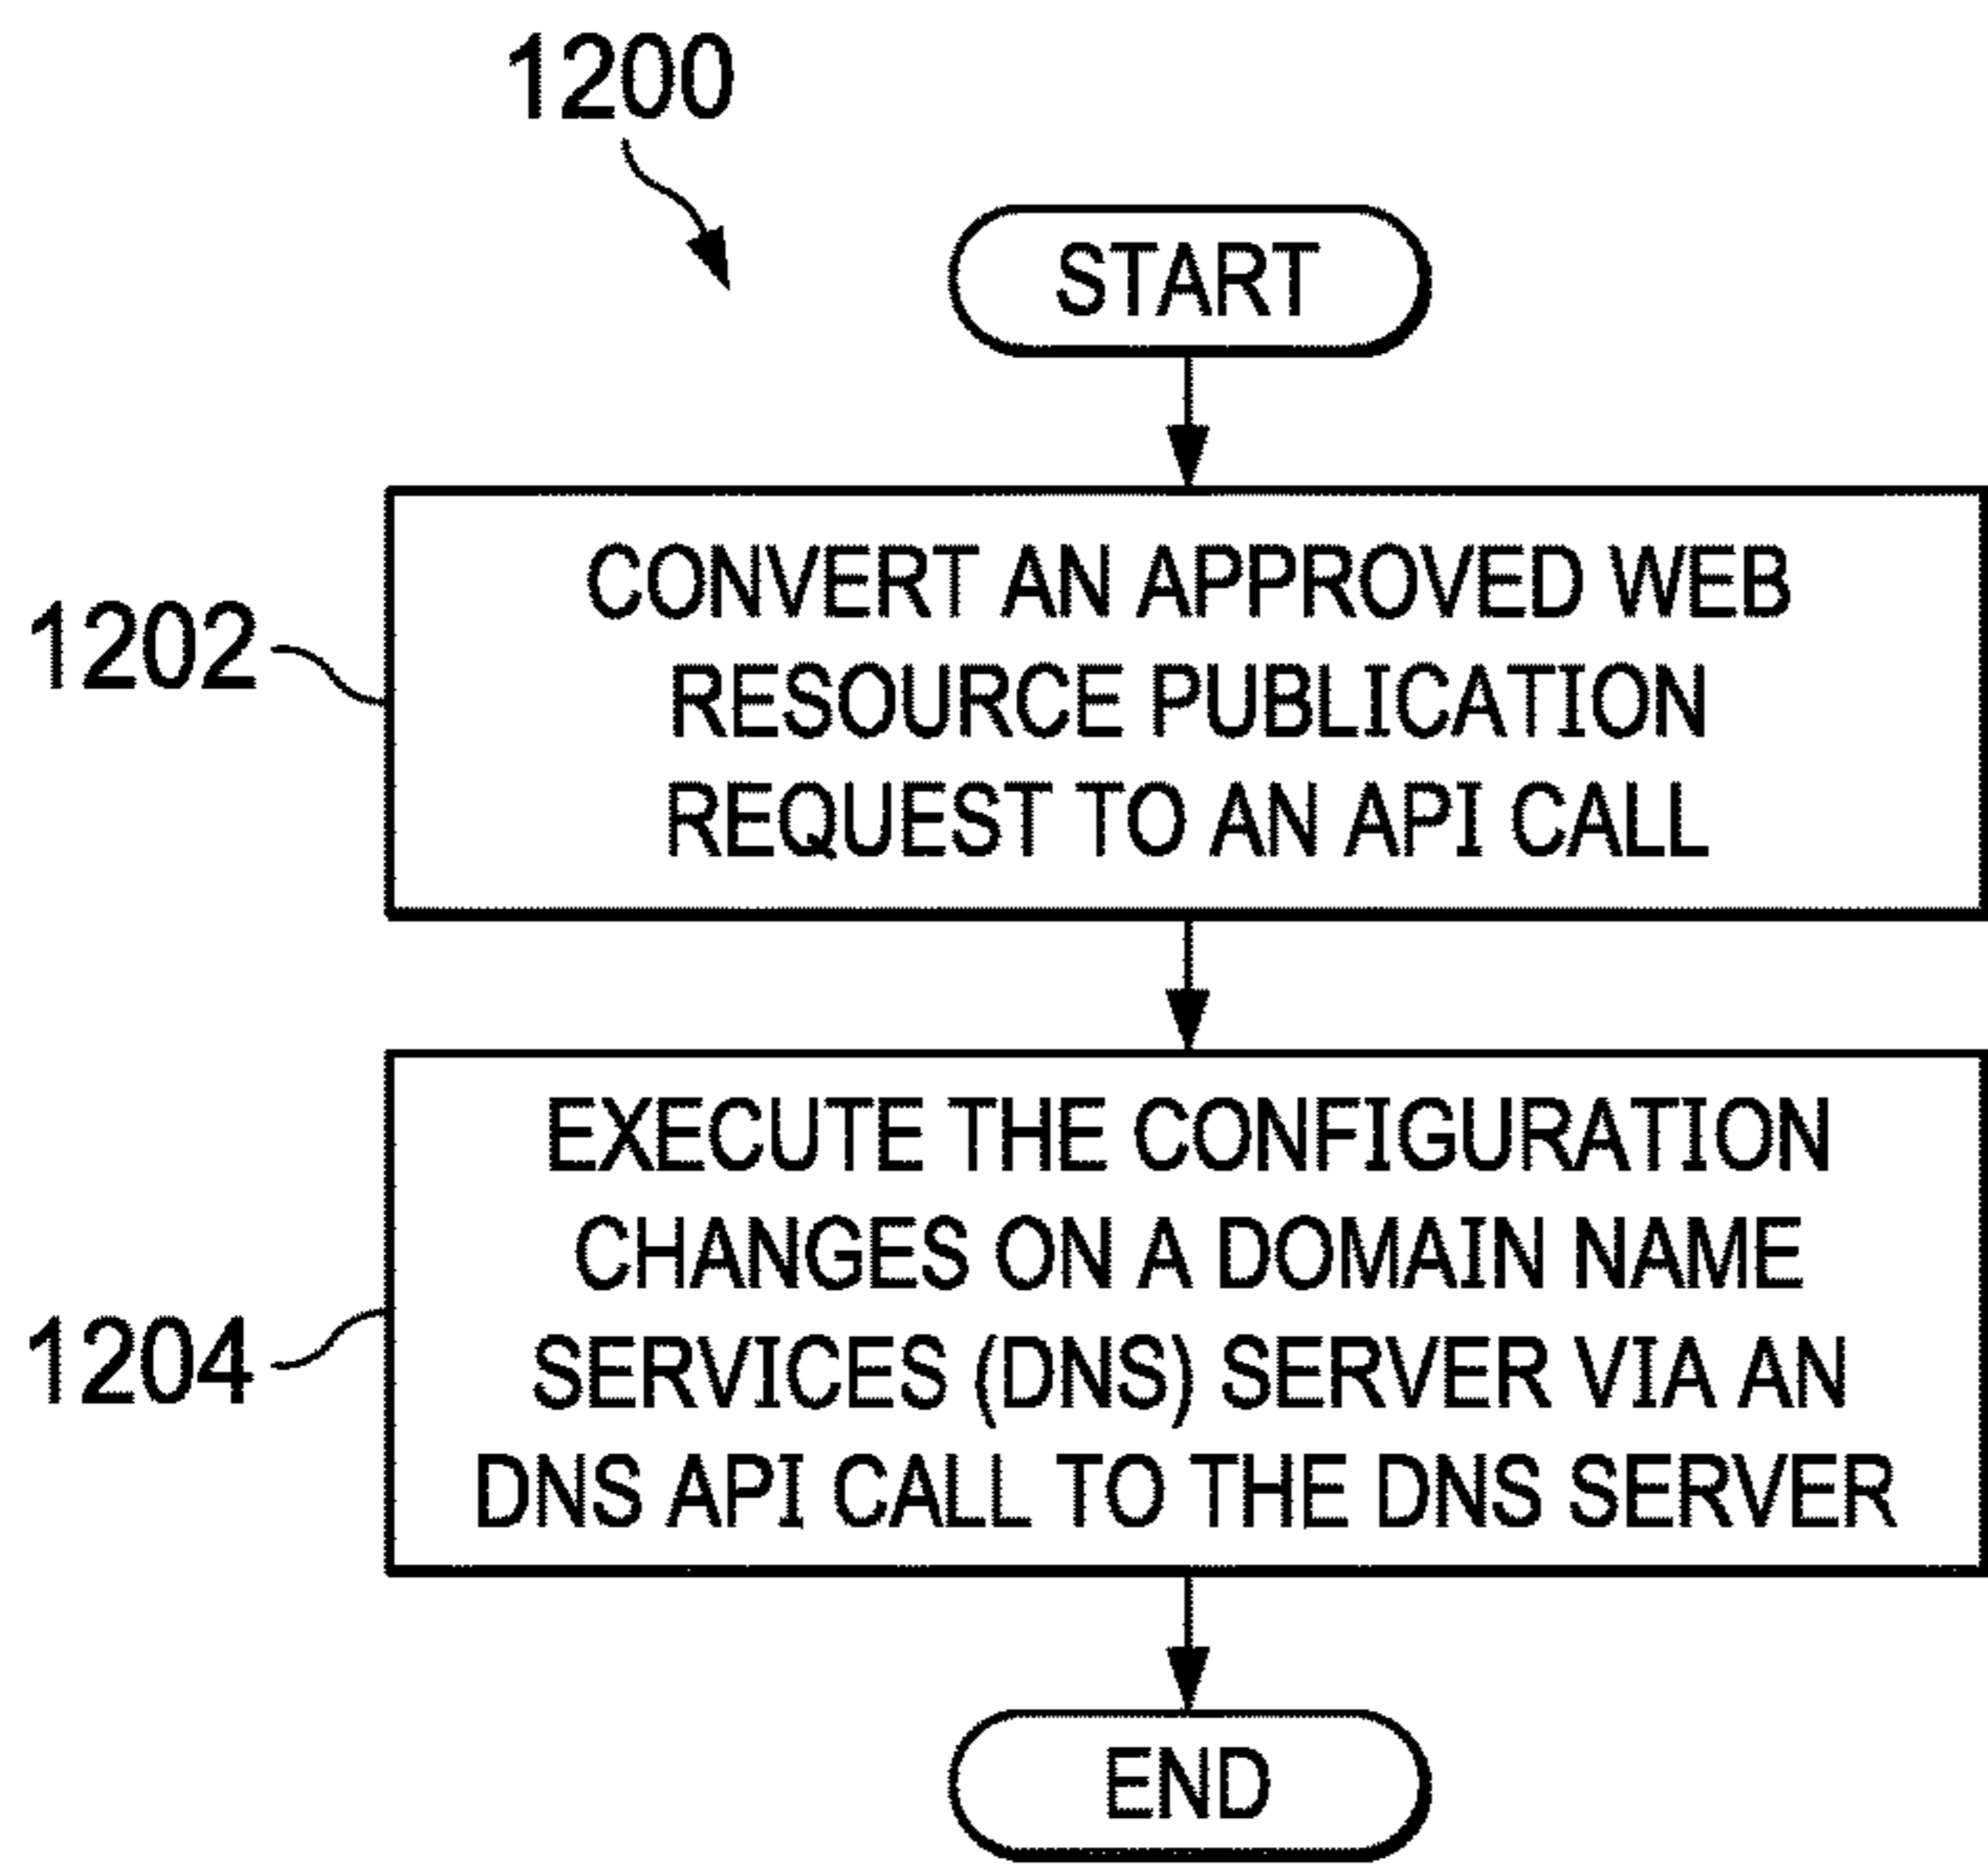 1200
START
1202
CONVERT AN APPROVED WEB
RESOURCE PUBLICATION
REQUEST TO AN API CALL
1204
EXECUTE THE CONFIGURATION
CHANGES ON A DOMAIN NAME
SERVICES (DNS) SERVER VIA AN
DNS API CALL TO THE DNS SERVER
END